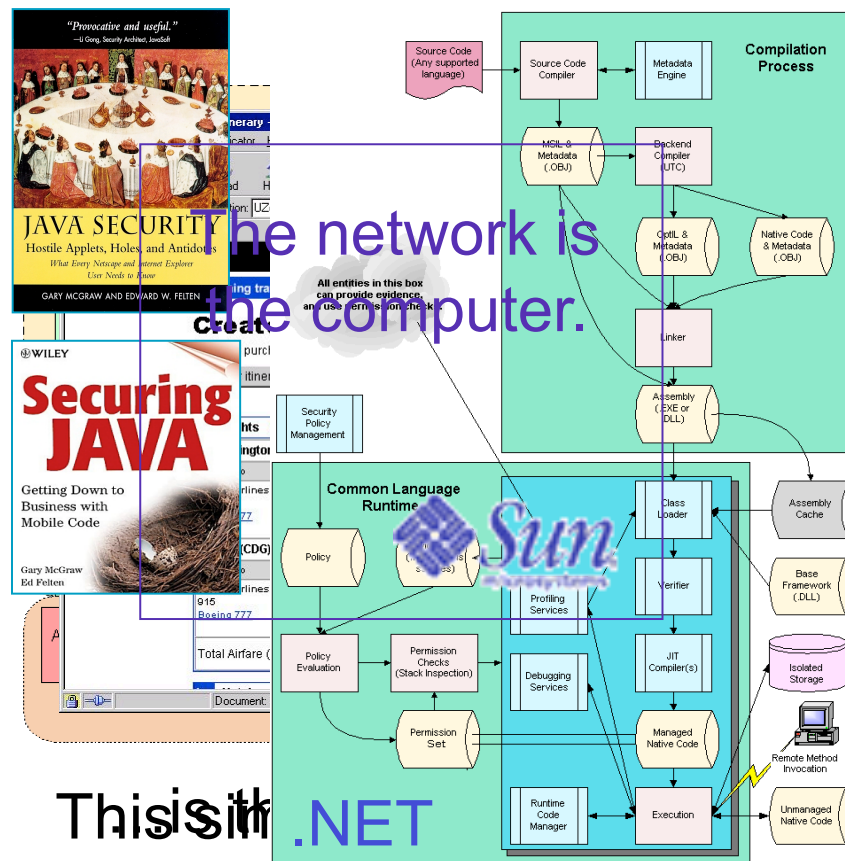 "Provocative and useful."
—Li Gong, Security Architect, JavaSoft
JAVA SECURITY
Hostile Applets, Holes, and Antidotes
What Every Netscape and Internet Explorer
User Needs to Know
GARY MCGRAW AND EDWARD W. FELTEN
WILEY
Securing
JAVA
Getting Down to
Business with
Mobile Code
Gary McGraw
Ed Felten
The network is
the computer.
All entities in this box
can provide evidence,
and use permission checks.
Security
Policy
Management
915
Boeing 777
Total Airfare (
Document:
Compilation
Process
Source Code
(Any supported
language)
Source Code
Compiler
Metadata
Engine
MSIL &
Metadata
(.OBJ)
Backend
Compiler
(UTC)
OptIL &
Metadata
(.OBJ)
Native Code
& Metadata
(.OBJ)
Linker
Assembly
(.EXE or
.DLL)
Common Language
Runtime
Sun
microsystems
Class
Loader
Assembly
Cache
Policy
Verifier
Base
Framework
(.DLL)
Profiling
Services
Policy
Evaluation
Permission
Checks
(Stack Inspection)
JIT
Compiler(s)
Debugging
Services
Isolated
Storage
Permission
Set
Managed
Native Code
Remote Method
Invocation
Runtime
Code
Manager
Execution
Unmanaged
Native Code
This
.NET